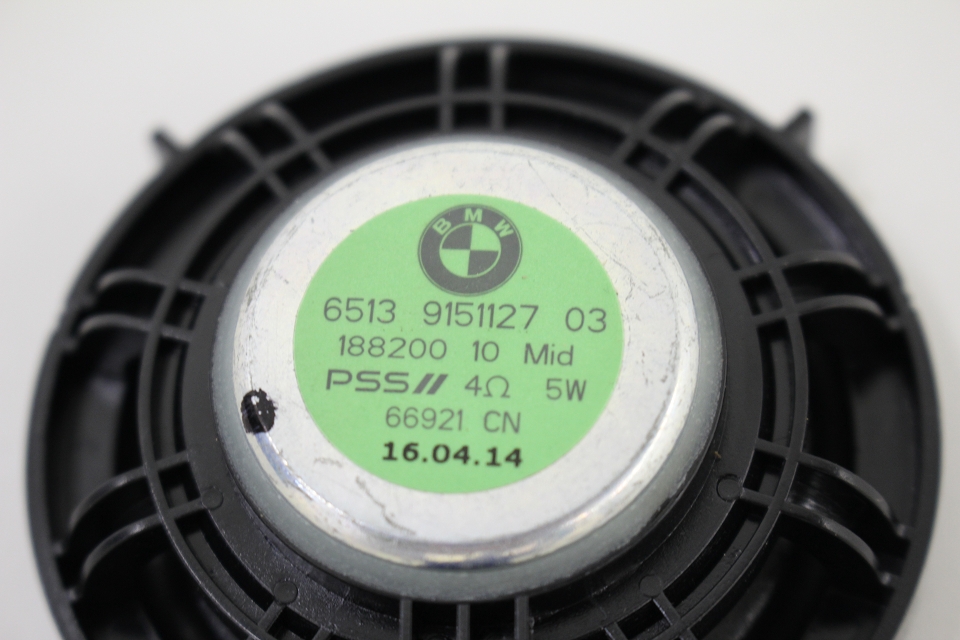 BMW
6513 9151127 03
188200 10 Mid
PSS// 4Ω 5W
66921 CN
16.04.14